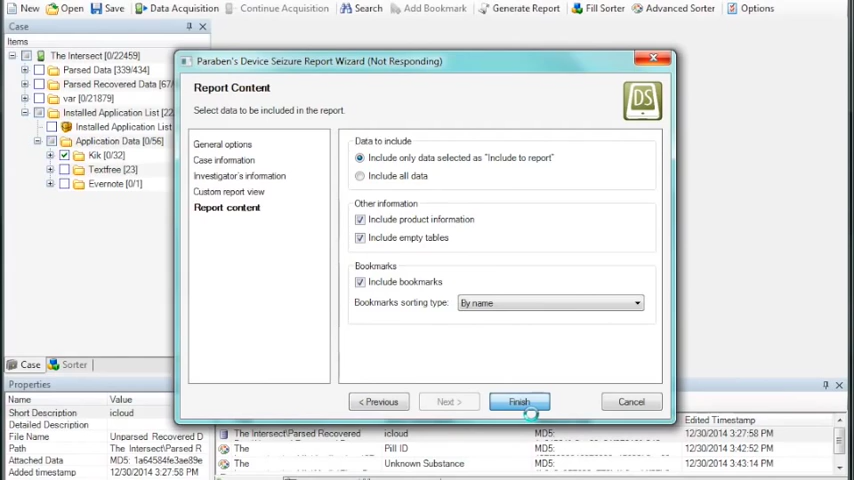 New Open Save Data Acquisition Continue Acquisition Search Add Bookmark Generate Report Fill Sorter Advanced Sorter Options
Case
Items
The Intersect [0/22459]
Parsed Data [339/434]
Parsed Recovered Data [67/
var [0/21879]
Installed Application List [22
Installed Application List
Application Data [0/56]
Kik [0/32]
Textfree [23]
Evernote [0/1]
Case Sorter
Paraben's Device Seizure Report Wizard (Not Responding)
Report Content
Select data to be included in the report.
DS
General options
Case information
Investigator's information
Custom report view
Report content
Data to include
Include only data selected as "Include to report"
Include all data
Other information
Include product information
Include empty tables
Bookmarks
Include bookmarks
Bookmarks sorting type: By name
< Previous Next > Finish Cancel
Properties
Name Value
Short Description icloud
Detailed Description
File Name Unparsed Recovered D
Path The Intersect\Parsed R
Attached Data MD5: 1a64584fe3ae89e
Added timestamp 12/30/2014 3:27:58 PM
Edited Timestamp
The Intersect\Parsed Recovered icloud MD5: 12/30/2014 3:27:58 PM
The Pill ID MD5: 12/30/2014 3:42:52 PM
The Unknown Substance MD5: 12/30/2014 3:43:14 PM